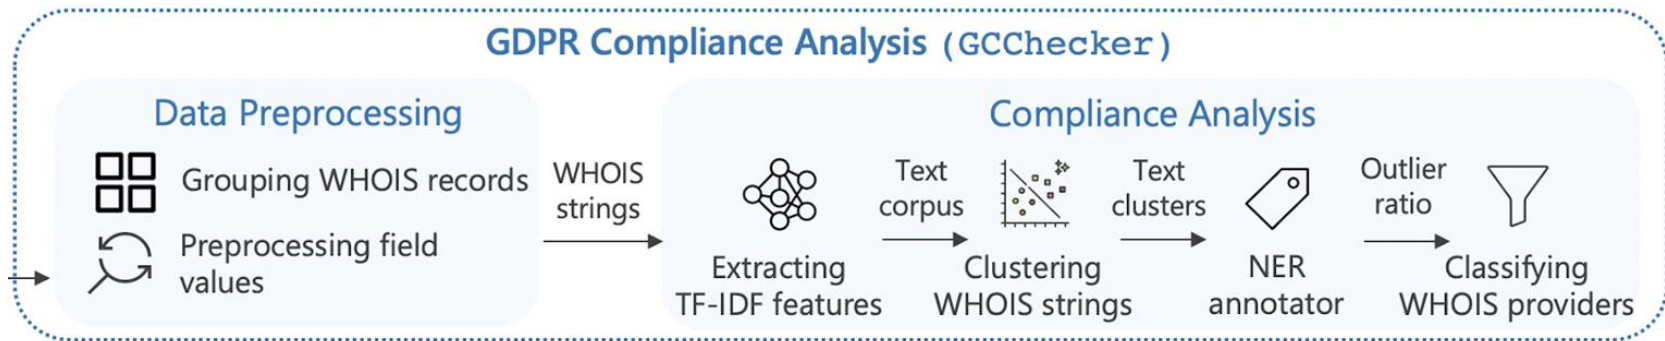 GDPR Compliance Analysis (GCChecker)
Data Preprocessing
Grouping WHOIS records
Preprocessing field
values
WHOIS
strings
Compliance Analysis
Extracting
TF-IDF features
Text
corpus
Clustering
WHOIS strings
Text
clusters
NER
annotator
Outlier
ratio
Classifying
WHOIS providers